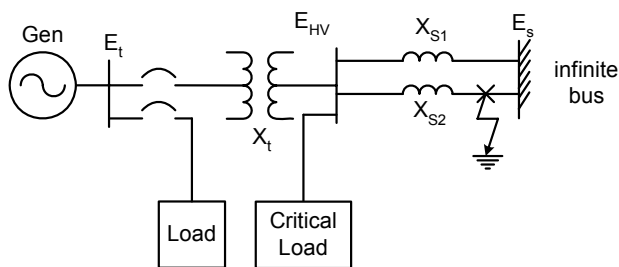 Gen
E_t
E_HV
X_S1
E_s
infinite
bus
X_t
X_S2
Load
Critical
Load